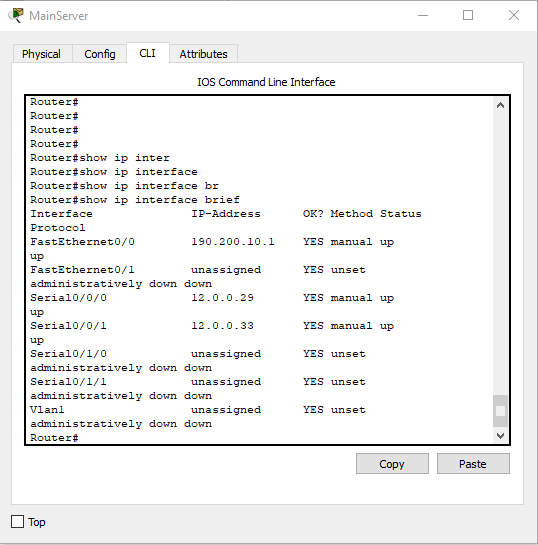 MainServer
Physical Config CLI Attributes
IOS Command Line Interface
Router#
Router#
Router#
Router#
Router#show ip inter
Router#show ip interface
Router#show ip interface br
Router#show ip interface brief
Interface IP-Address OK? Method Status
Protocol
FastEthernet0/0 190.200.10.1 YES manual up
up
FastEthernet0/1 unassigned YES unset
administratively down down
Serial0/0/0 12.0.0.29 YES manual up
up
Serial0/0/1 12.0.0.33 YES manual up
up
Serial0/1/0 unassigned YES unset
administratively down down
Serial0/1/1 unassigned YES unset
administratively down down
Vlan1 unassigned YES unset
administratively down down
Router#
Copy Paste
Top